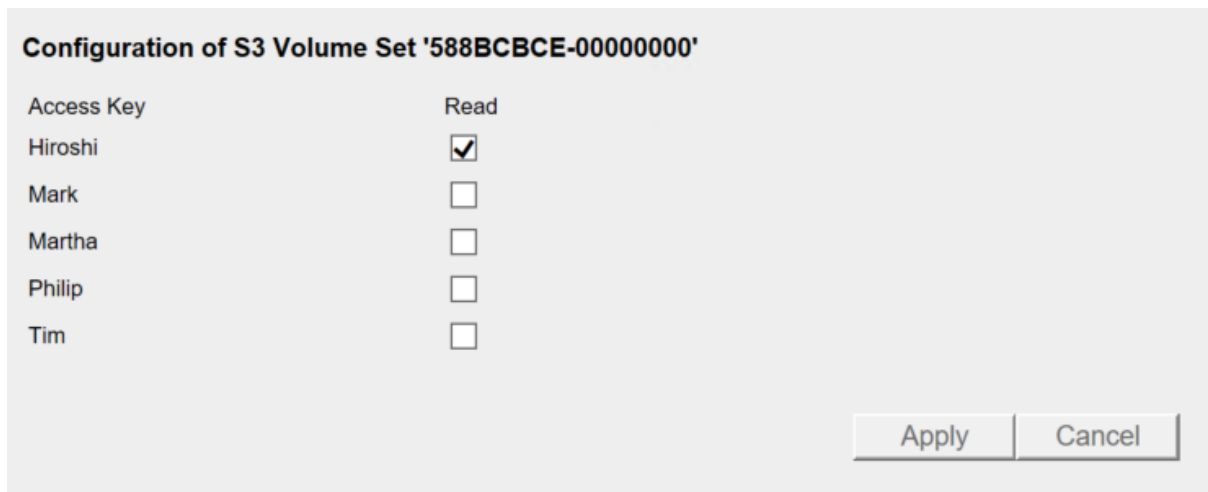 Configuration of S3 Volume Set '588BCBCE-00000000'
Access Key Read
Hiroshi
Mark
Martha
Philip
Tim
Apply Cancel